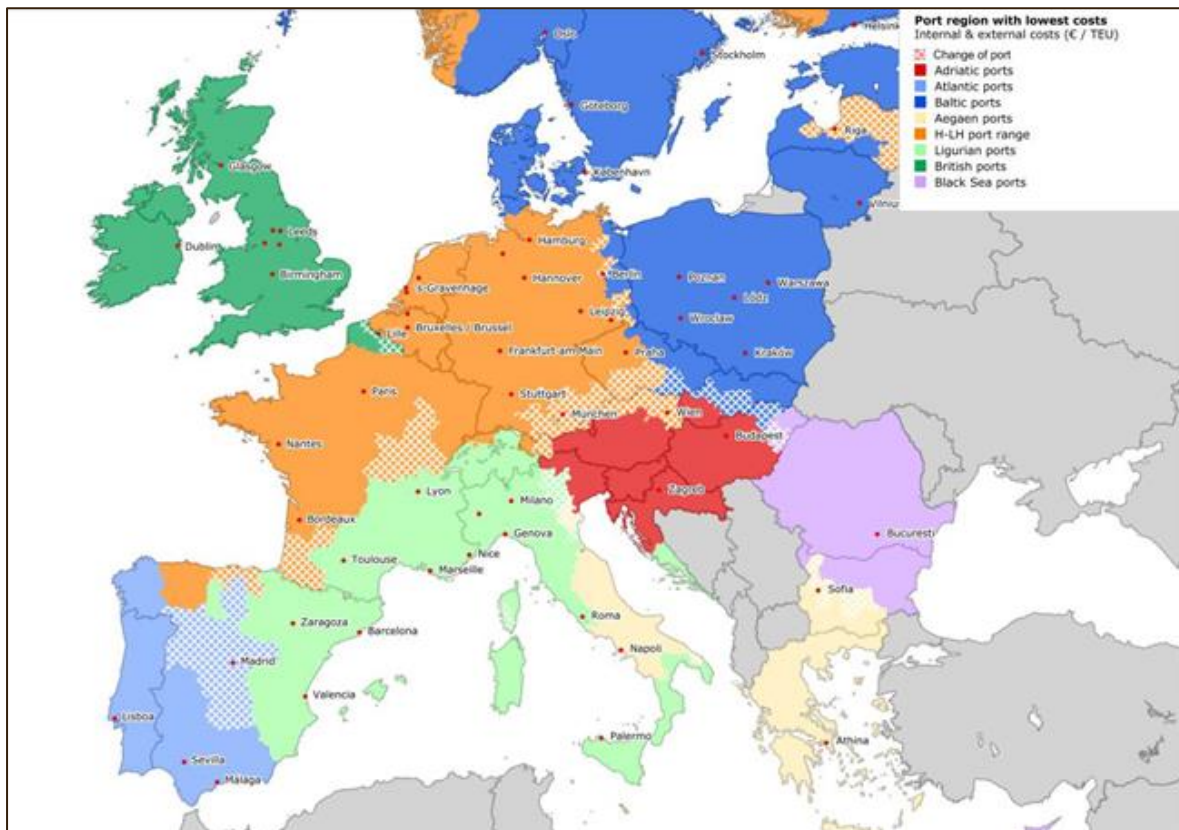 Port region with lowest costs
Internal & external costs (€ / TEU)
Change of port
Adriatic ports
Atlantic ports
Baltic ports
Aegaen ports
H-LH port range
Ligurian ports
British ports
Black Sea ports
Helsink
Oslo
Stockholm
Göteborg
Riga
Glasgow
København
Vilnius
Dublin
Leeds
Hamburg
Birmingham
s-Gravenhage
Hannover
Berlin
Poznan
Warszawa
Lódz
Leipzig
Wroclaw
Lille
Bruxelles / Brussel
Frankfurt am Main
Praha
Kraków
Paris
Stuttgart
München
Wien
Nantes
Budapest
Lyon
Milano
Zagreb
Bordeaux
Genova
Bucuresti
Toulouse
Nice
Marseille
Sofia
Zaragoza
Barcelona
Roma
Madrid
Napoli
Valencia
Lisboa
Palermo
Athina
Sevilla
Malaga